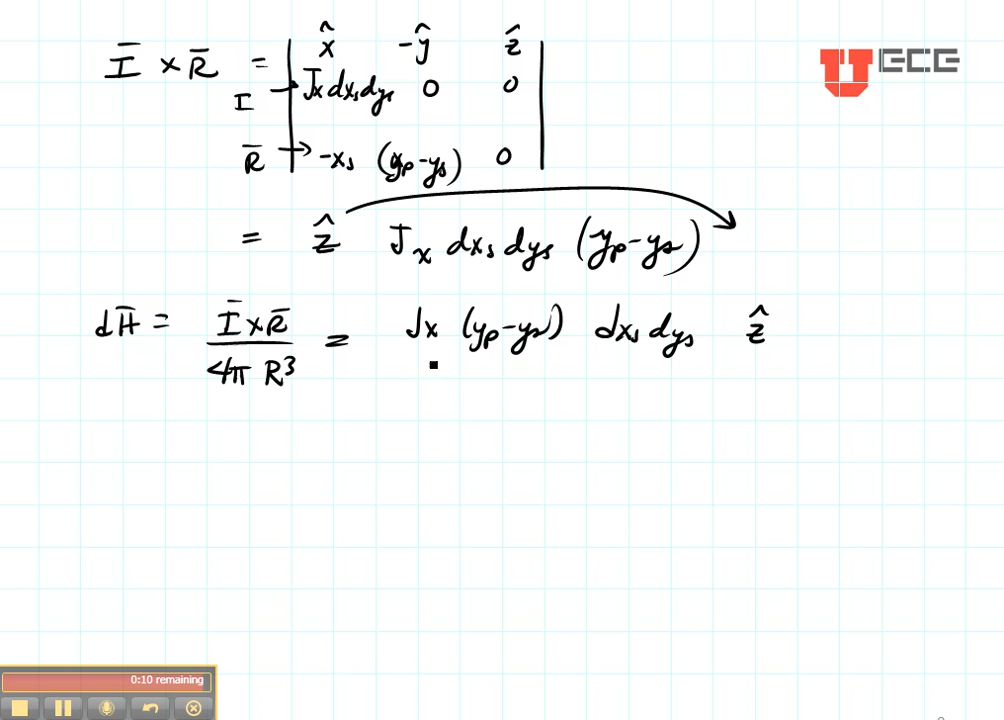 Ī × R̄ = | x̂ -ŷ ẑ |
UECE
I → Jx dxs dys 0 0
R̄ → -xs (yp-ys) 0
= ẑ Jx dxs dys (yp-ys)
dH̄ = Ī×R̄ / 4π R³ = Jx (yp-ys) dxs dys ẑ
0:10 remaining